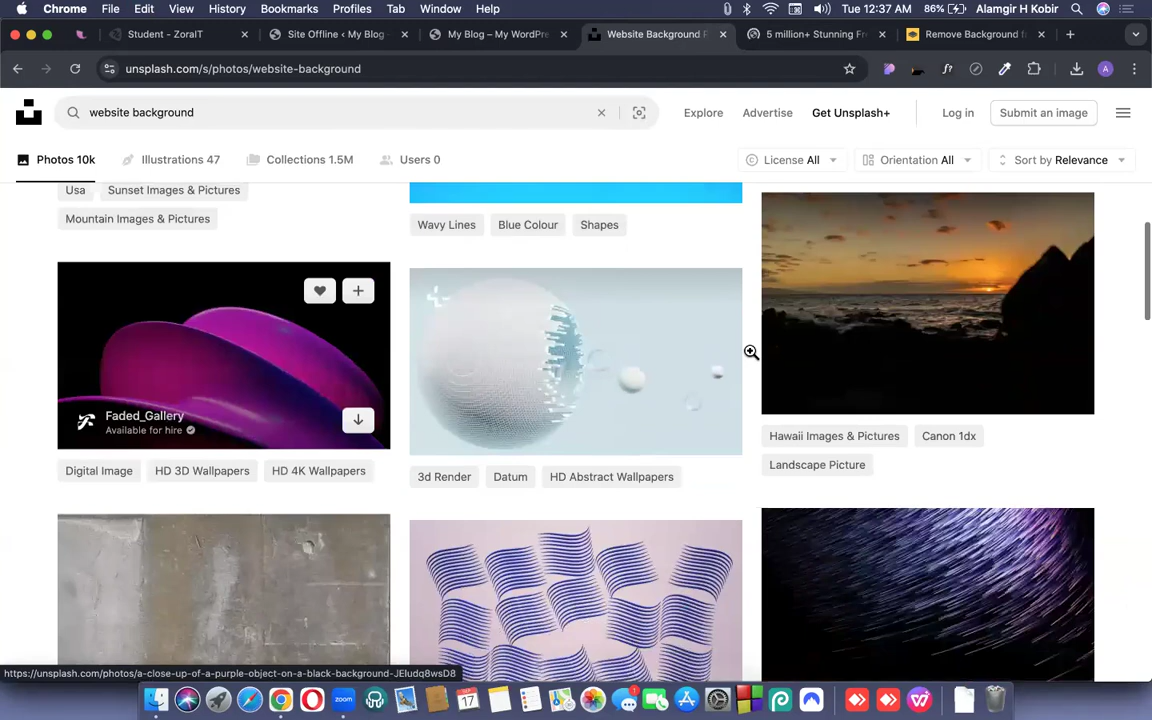 Chrome File Edit View History Bookmarks Profiles Tab Window Help 86% Tue 12:37 AM Alamgir H Kobir
Student - ZoraIT
Site Offline < My Blog
My Blog – My WordPre
Website Background P
5 million+ Stunning Fr
Remove Background f
unsplash.com/s/photos/website-background
A
website background
Explore Advertise Get Unsplash+ Log in Submit an image
Photos 10k Illustrations 47 Collections 1.5M Users 0 License All Orientation All Sort by Relevance
Usa Sunset Images & Pictures
Mountain Images & Pictures
Wavy Lines Blue Colour Shapes
Faded_Gallery
Available for hire
Digital Image HD 3D Wallpapers HD 4K Wallpapers
3d Render Datum HD Abstract Wallpapers
Hawaii Images & Pictures Canon 1dx
Landscape Picture
https://unsplash.com/photos/a-close-up-of-a-purple-object-on-a-black-background-JEIudq8wsD8
zoom
17
1